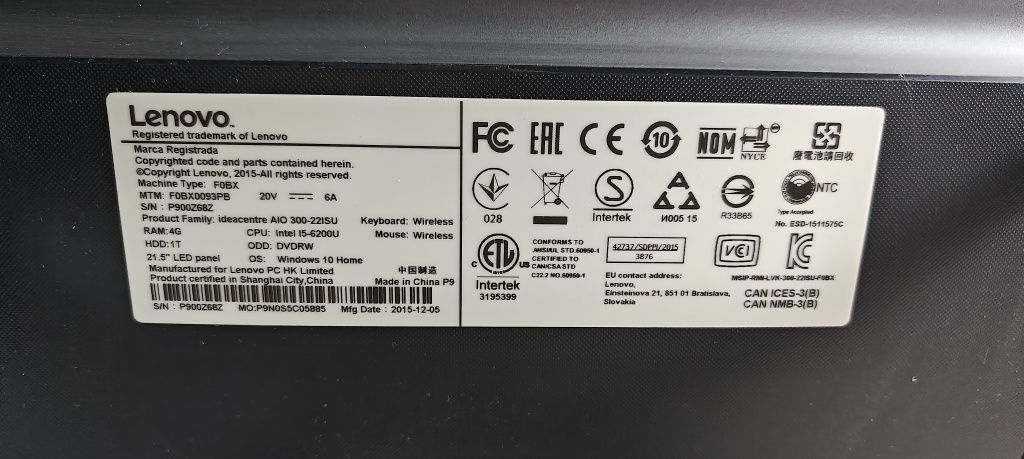 Lenovo™
Registered trademark of Lenovo
Marca Registrada
Copyrighted code and parts contained herein.
©Copyright Lenovo, 2015-All rights reserved.
Machine Type: F0BX
MTM: F0BX0093PB 20V 6A
S/N : P900Z68Z
Product Family: ideacentre AIO 300-22ISU Keyboard: Wireless
RAM:4G CPU: Intel I5-6200U Mouse: Wireless
HDD:1T ODD: DVDRW
21.5" LED panel OS: Windows 10 Home
Manufactured for Lenovo PC HK Limited 中国制造
Product certified in Shanghai City,China Made in China P9
S/N : P900Z68Z MO:P9N0S5C05885 Mfg Date : 2015-12-05
FC EAC CE 10 NOM NYCE
廢電池請回收
028 S Intertek И005 15 R33B65 NTC
Type Accepted
No. ESD-1511575C
C ETL US
Intertek
3195399
CONFORMS TO
ANSI/UL STD.60950-1
CERTIFIED TO
CAN/CSA STD
C22.2 NO.60950-1
42737/SDPPI/2015
3876
EU contact address:
Lenovo,
Einsteinova 21, 851 01 Bratislava,
Slovakia
VCI
MSIP-RMI-LVK-300-22ISU-F0BX
CAN ICES-3(B)
CAN NMB-3(B)